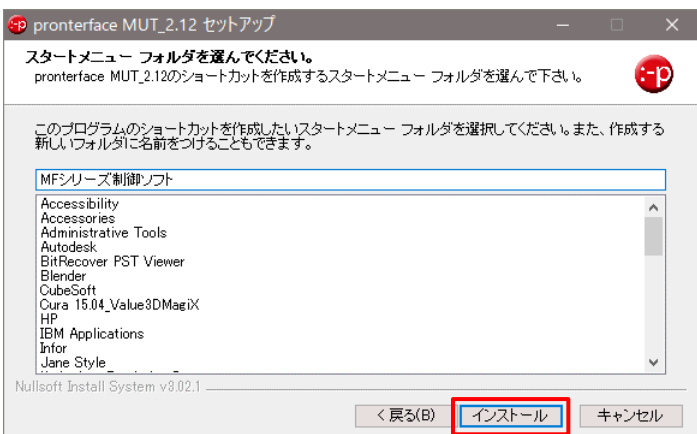 pronterface MUT_2.12 セットアップ
スタートメニュー フォルダを選んでください。
pronterface MUT_2.12のショートカットを作成するスタートメニュー フォルダを選んで下さい。
:-p
このプログラムのショートカットを作成したいスタートメニュー フォルダを選択してください。また、作成する
新しいフォルダに名前をつけることもできます。
MFシリーズ制御ソフト
Accessibility
Accessories
Administrative Tools
Autodesk
BitRecover PST Viewer
Blender
CubeSoft
Cura 15.04_Value3DMagiX
HP
IBM Applications
Infor
Jane Style
Nullsoft Install System v3.02.1
< 戻る(B) インストール キャンセル